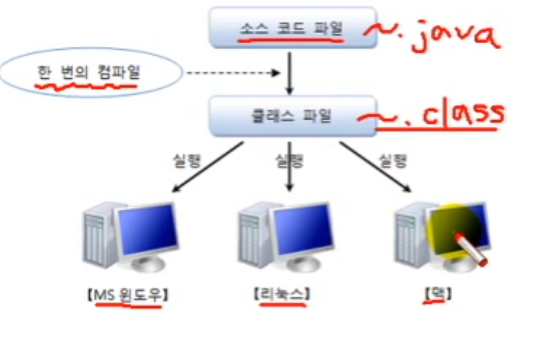 소스 코드 파일 ~.java
한 번의 컴파일
클래스 파일 ~.class
실행 실행 실행
【MS 윈도우】 【리눅스】 【맥】